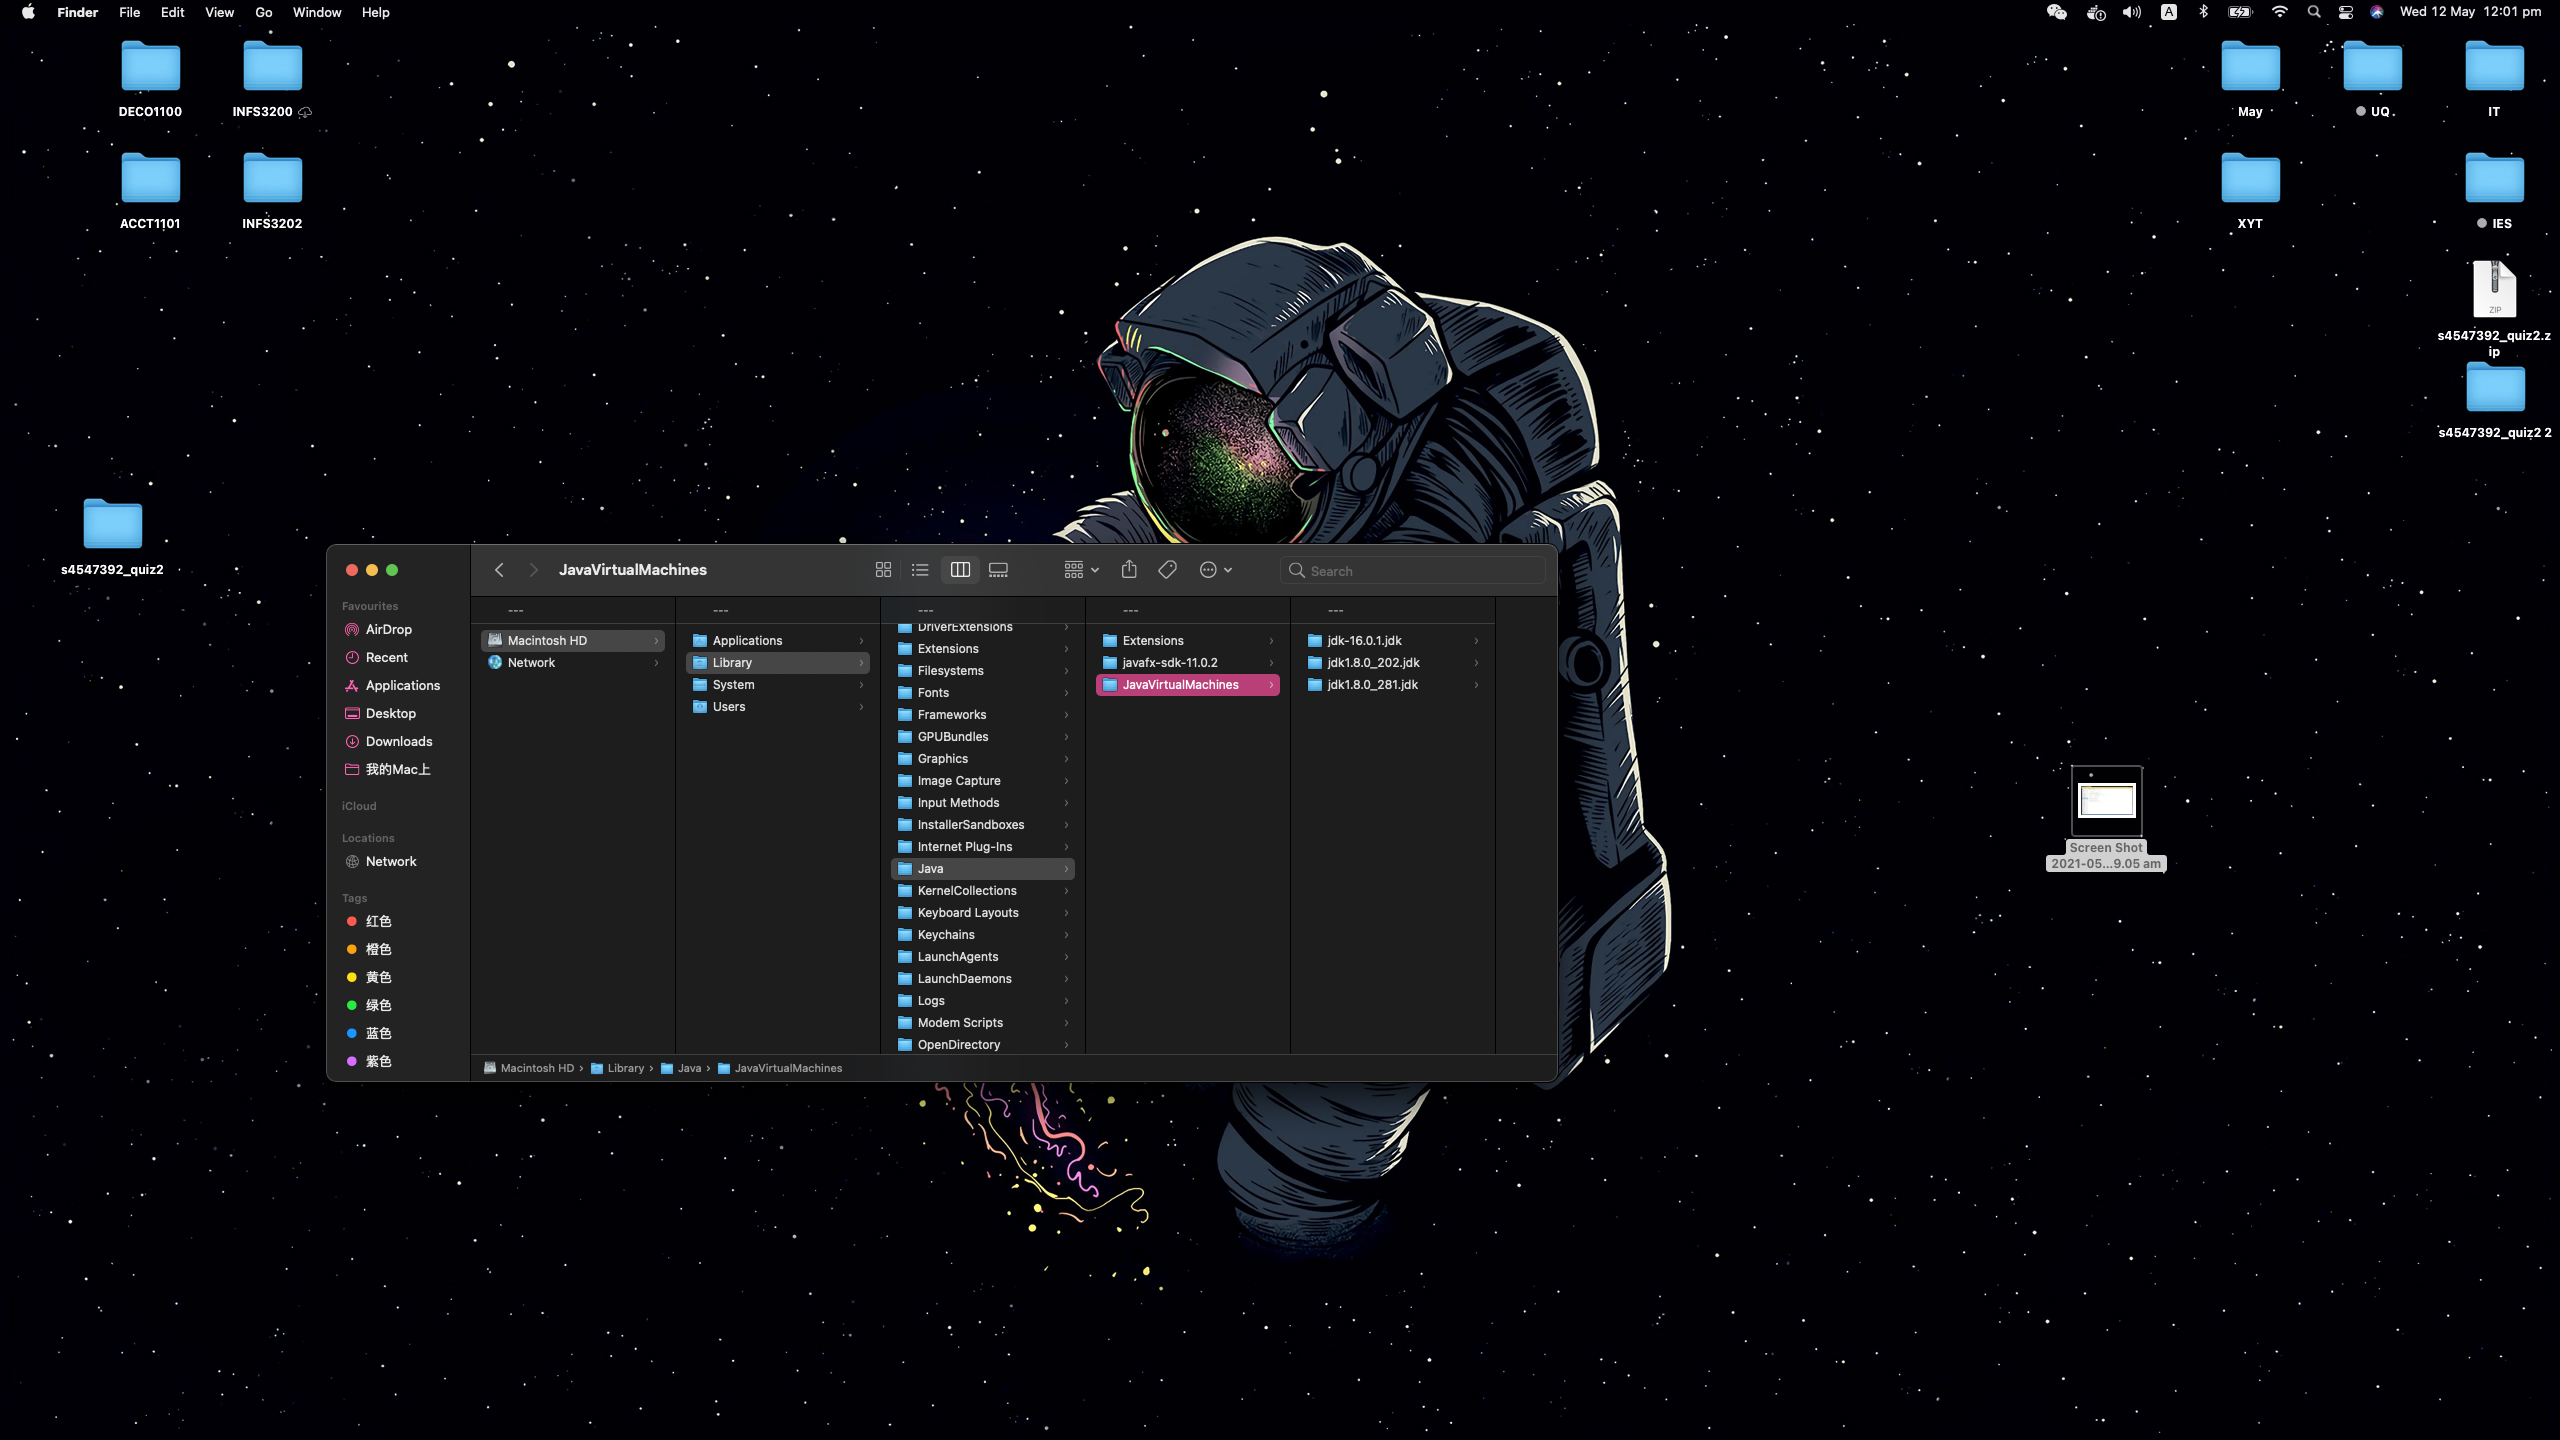 Finder File Edit View Go Window Help
A Wed 12 May 12:01 pm
DECO1100 INFS3200
ACCT1101 INFS3202
s4547392_quiz2
May UQ IT
XYT IES
ZIP
s4547392_quiz2.z
ip
s4547392_quiz2 2
Screen Shot
2021-05...9.05 am
JavaVirtualMachines
Search
Favourites
AirDrop
Recent
Applications
Desktop
Downloads
我的Mac上
iCloud
Locations
Network
Tags
红色
橙色
黄色
绿色
蓝色
紫色
--- --- --- --- ---
Macintosh HD
Network
Applications
Library
System
Users
DriverExtensions
Extensions
Filesystems
Fonts
Frameworks
GPUBundles
Graphics
Image Capture
Input Methods
InstallerSandboxes
Internet Plug-Ins
Java
KernelCollections
Keyboard Layouts
Keychains
LaunchAgents
LaunchDaemons
Logs
Modem Scripts
OpenDirectory
Extensions
javafx-sdk-11.0.2
JavaVirtualMachines
jdk-16.0.1.jdk
jdk1.8.0_202.jdk
jdk1.8.0_281.jdk
Macintosh HD › Library › Java › JavaVirtualMachines